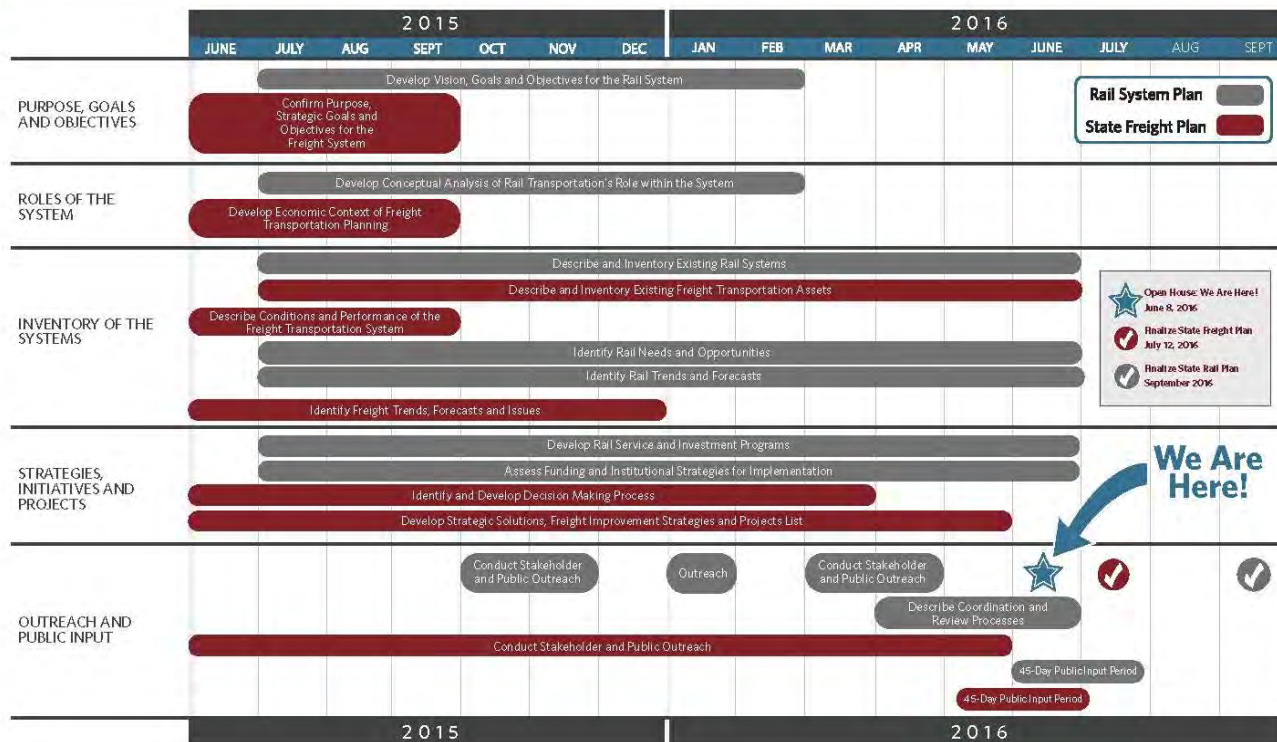 2015
2016
JUNE JULY AUG SEPT OCT NOV DEC JAN FEB MAR APR MAY JUNE JULY AUG SEPT
PURPOSE, GOALS
AND OBJECTIVES
Develop Vision, Goals and Objectives for the Rail System
Confirm Purpose,
Strategic Goals and
Objectives for the
Freight System
Rail System Plan
State Freight Plan
ROLES OF THE
SYSTEM
Develop Conceptual Analysis of Rail Transportation's Role within the System
Develop Economic Context of Freight
Transportation Planning
INVENTORY OF THE
SYSTEMS
Describe and Inventory Existing Rail Systems
Describe and Inventory Existing Freight Transportation Assets
Describe Conditions and Performance of the
Freight Transportation System
Identify Rail Needs and Opportunities
Identify Rail Trends and Forecasts
Identify Freight Trends, Forecasts and Issues
Open House: We Are Here!
June 8, 2016
Finalize State Freight Plan
July 12, 2016
Finalize State Rail Plan
September 2016
STRATEGIES,
INITIATIVES AND
PROJECTS
Develop Rail Service and Investment Programs
Assess Funding and Institutional Strategies for Implementation
Identify and Develop Decision Making Process
Develop Strategic Solutions, Freight Improvement Strategies and Projects List
We Are
Here!
OUTREACH AND
PUBLIC INPUT
Conduct Stakeholder
and Public Outreach
Outreach
Conduct Stakeholder
and Public Outreach
Describe Coordination and
Review Processes
Conduct Stakeholder and Public Outreach
45-Day Public Input Period
45-Day Public Input Period
2015
2016